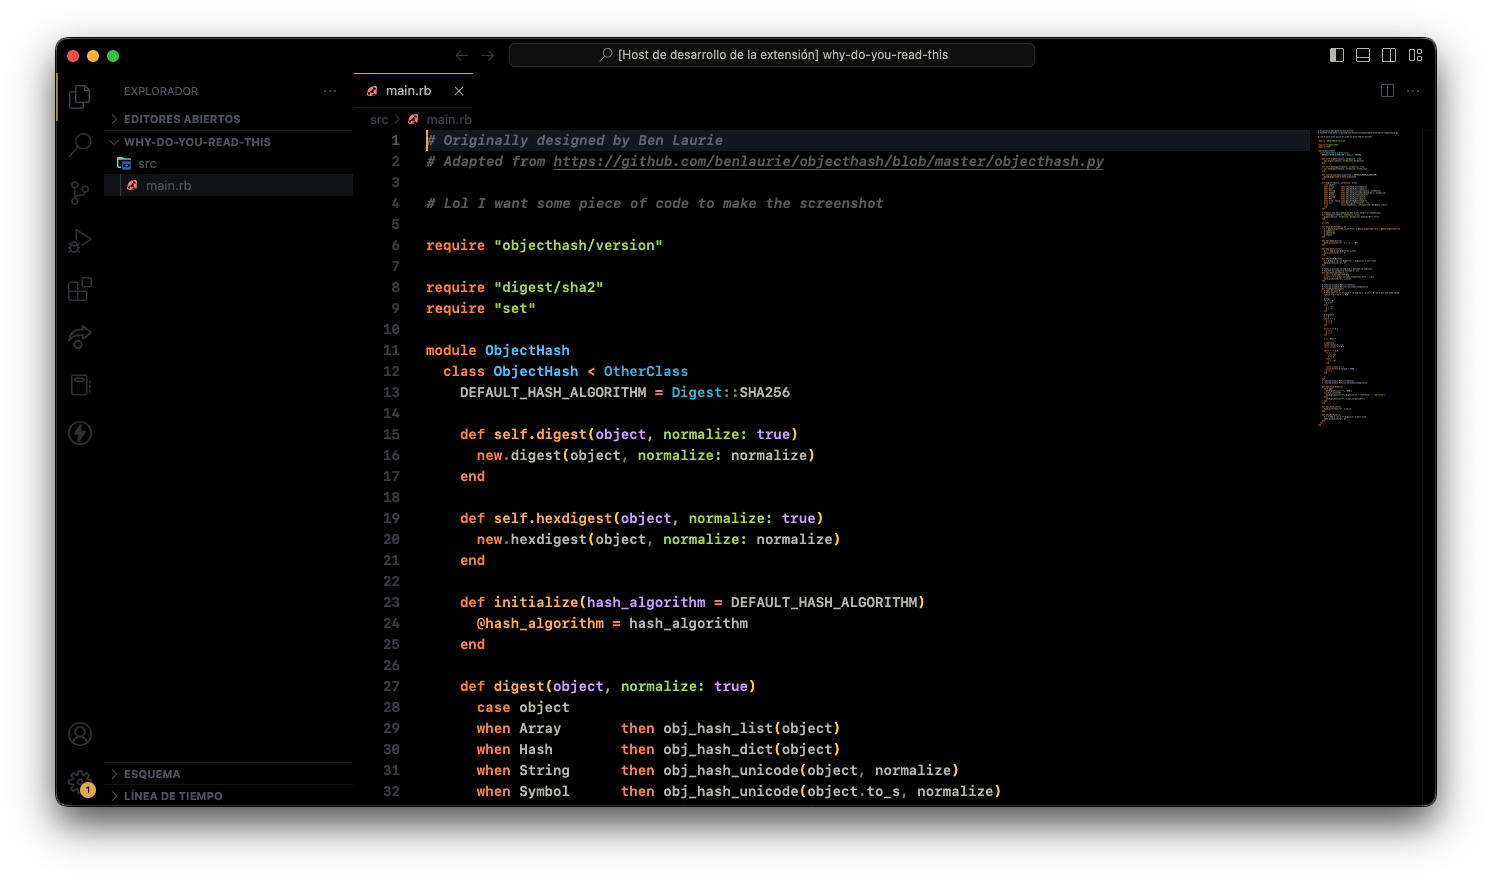 [Host de desarrollo de la extensión] why-do-you-read-this
EXPLORADOR
EDITORES ABIERTOS
WHY-DO-YOU-READ-THIS
src
main.rb
ESQUEMA
LÍNEA DE TIEMPO
1
main.rb
src > main.rb
1 # Originally designed by Ben Laurie
2 # Adapted from https://github.com/benlaurie/objecthash/blob/master/objecthash.py
3
4 # Lol I want some piece of code to make the screenshot
5
6 require "objecthash/version"
7
8 require "digest/sha2"
9 require "set"
10
11 module ObjectHash
12   class ObjectHash < OtherClass
13     DEFAULT_HASH_ALGORITHM = Digest::SHA256
14
15     def self.digest(object, normalize: true)
16       new.digest(object, normalize: normalize)
17     end
18
19     def self.hexdigest(object, normalize: true)
20       new.hexdigest(object, normalize: normalize)
21     end
22
23     def initialize(hash_algorithm = DEFAULT_HASH_ALGORITHM)
24       @hash_algorithm = hash_algorithm
25     end
26
27     def digest(object, normalize: true)
28       case object
29       when Array       then obj_hash_list(object)
30       when Hash        then obj_hash_dict(object)
31       when String      then obj_hash_unicode(object, normalize)
32       when Symbol      then obj_hash_unicode(object.to_s, normalize)